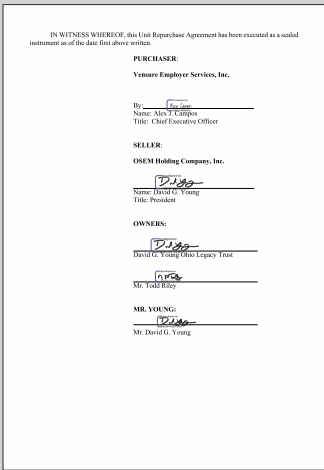 IN WITNESS WHEREOF, this Unit Repurchase Agreement has been executed as a sealed
instrument as of the date first above written.
PURCHASER:
Vensure Employer Services, Inc.
By:
Name: Alex J. Campos
Title: Chief Executive Officer
SELLER:
OSEM Holding Company, Inc.
Name: David G. Young
Title: President
OWNERS:
David G. Young Ohio Legacy Trust
Mr. Todd Riley
MR. YOUNG:
Mr. David G. Young